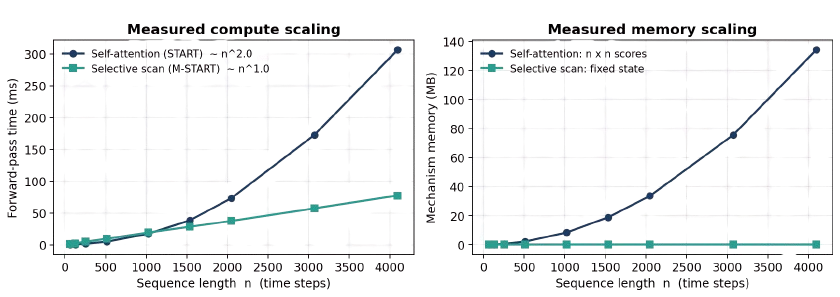 Measured compute scaling
Self-attention (START) ~ n^2.0
Selective scan (M-START) ~ n^1.0
Forward-pass time (ms)
300
250
200
150
100
50
0
0 500 1000 1500 2000 2500 3000 3500 4000
Sequence length n (time steps)
Measured memory scaling
Self-attention: n x n scores
Selective scan: fixed state
Mechanism memory (MB)
140
120
100
80
60
40
20
0
0 500 1000 1500 2000 2500 3000 3500 4000
Sequence length n (time steps)